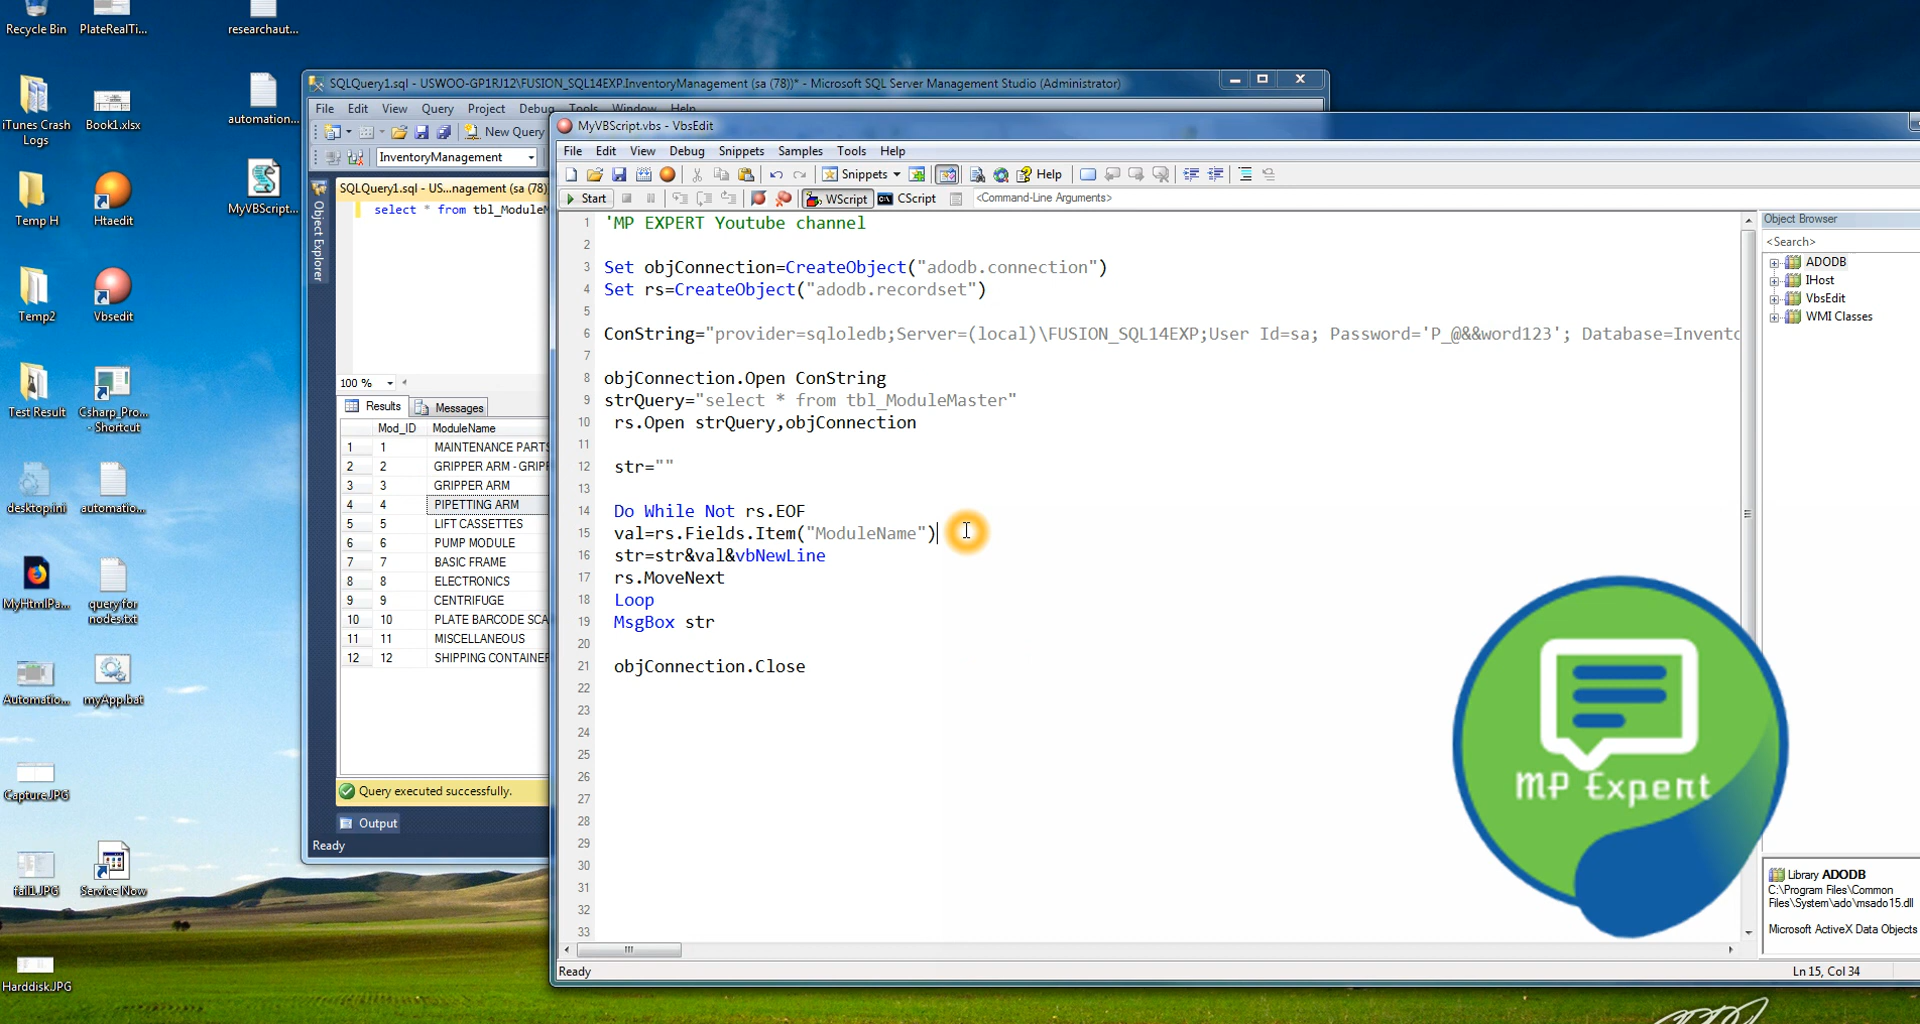 Recycle Bin
PlateRealTi...
researchaut...
iTunes Crash
Logs
Book1.xlsx
automation...
Temp H
Htaedit
MyVBScript...
Temp2
Vbsedit
Test Result
Csharp_Pro...
- Shortcut
desktop.ini
automatio...
MyHtmlPa...
query for
nodes.txt
Automatio...
myApp.bat
Capture.JPG
fail1.JPG
Service Now
Harddisk.JPG
SQLQuery1.sql - USWOO-GP1RJ12\FUSION_SQL14EXP.InventoryManagement (sa (78))* - Microsoft SQL Server Management Studio (Administrator)
File Edit View Query Project Debug Tools Window Help
New Query
InventoryManagement
SQLQuery1.sql - US...nagement (sa (78)
Object Explorer
select * from tbl_ModuleM
100 %
Results Messages
Mod_ID ModuleName
1 1 MAINTENANCE PARTS
2 2 GRIPPER ARM - GRIPP
3 3 GRIPPER ARM
4 4 PIPETTING ARM
5 5 LIFT CASSETTES
6 6 PUMP MODULE
7 7 BASIC FRAME
8 8 ELECTRONICS
9 9 CENTRIFUGE
10 10 PLATE BARCODE SCA
11 11 MISCELLANEOUS
12 12 SHIPPING CONTAINER
Query executed successfully.
Output
Ready
MyVBScript.vbs - VbsEdit
File Edit View Debug Snippets Samples Tools Help
Snippets Help
Start WScript CScript <Command-Line Arguments>
1 'MP EXPERT Youtube channel
2
3 Set objConnection=CreateObject("adodb.connection")
4 Set rs=CreateObject("adodb.recordset")
5
6 ConString="provider=sqloledb;Server=(local)\FUSION_SQL14EXP;User Id=sa; Password='P_@&&word123'; Database=Invento
7
8 objConnection.Open ConString
9 strQuery="select * from tbl_ModuleMaster"
10 rs.Open strQuery,objConnection
11
12 str=""
13
14 Do While Not rs.EOF
15 val=rs.Fields.Item("ModuleName")
16 str=str&val&vbNewLine
17 rs.MoveNext
18 Loop
19 MsgBox str
20
21 objConnection.Close
22
23
24
25
26
27
28
29
30
31
32
33
Ready
Ln 15, Col 34
Object Browser
<Search>
ADODB
IHost
VbsEdit
WMI Classes
Library ADODB
C:\Program Files\Common
Files\System\ado\msado15.dll
Microsoft ActiveX Data Objects
MP Expert